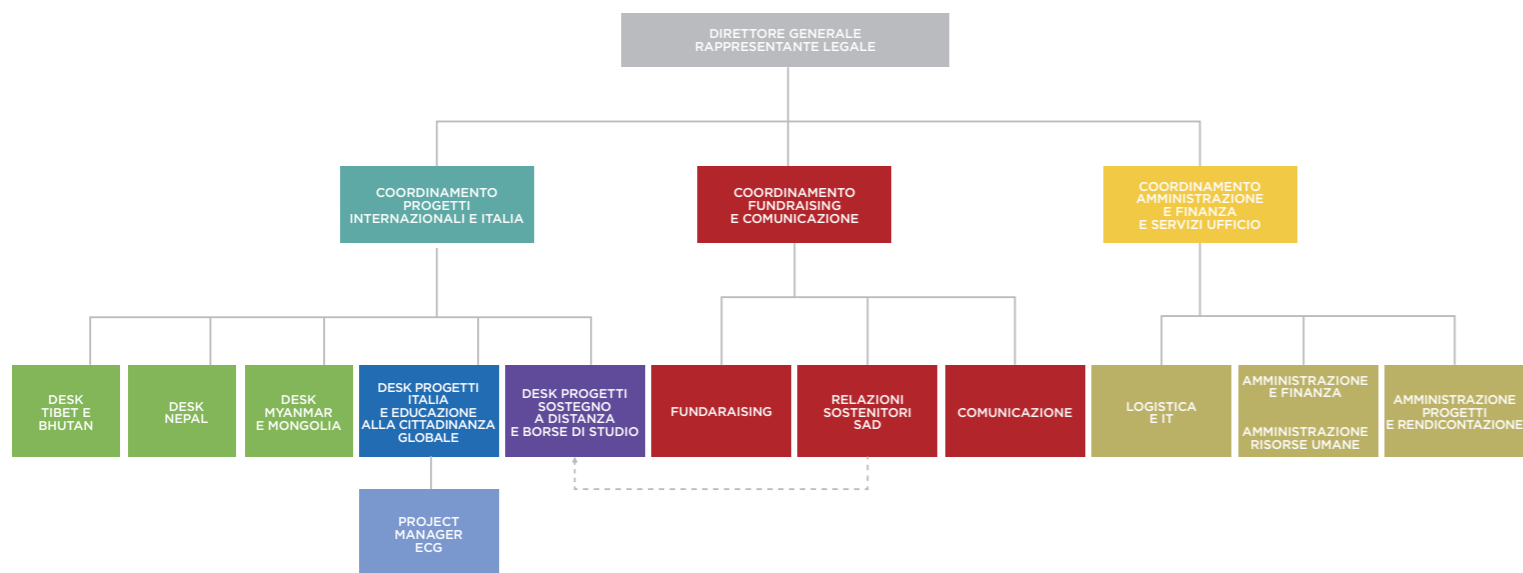 DIRETTORE GENERALE
RAPPRESENTANTE LEGALE
COORDINAMENTO
PROGETTI
INTERNAZIONALI E ITALIA
COORDINAMENTO
FUNDRAISING
E COMUNICAZIONE
COORDINAMENTO
AMMINISTRAZIONE
E FINANZA
E SERVIZI UFFICIO
DESK
TIBET E
BHUTAN
DESK
NEPAL
DESK
MYANMAR
E MONGOLIA
DESK PROGETTI
ITALIA
E EDUCAZIONE
ALLA CITTADINANZA
GLOBALE
DESK PROGETTI
SOSTEGNO
A DISTANZA
E BORSE DI STUDIO
FUNDARAISING
RELAZIONI
SOSTENITORI
SAD
COMUNICAZIONE
LOGISTICA
E IT
AMMINISTRAZIONE
E FINANZA
AMMINISTRAZIONE
RISORSE UMANE
AMMINISTRAZIONE
PROGETTI
E RENDICONTAZIONE
PROJECT
MANAGER
ECG